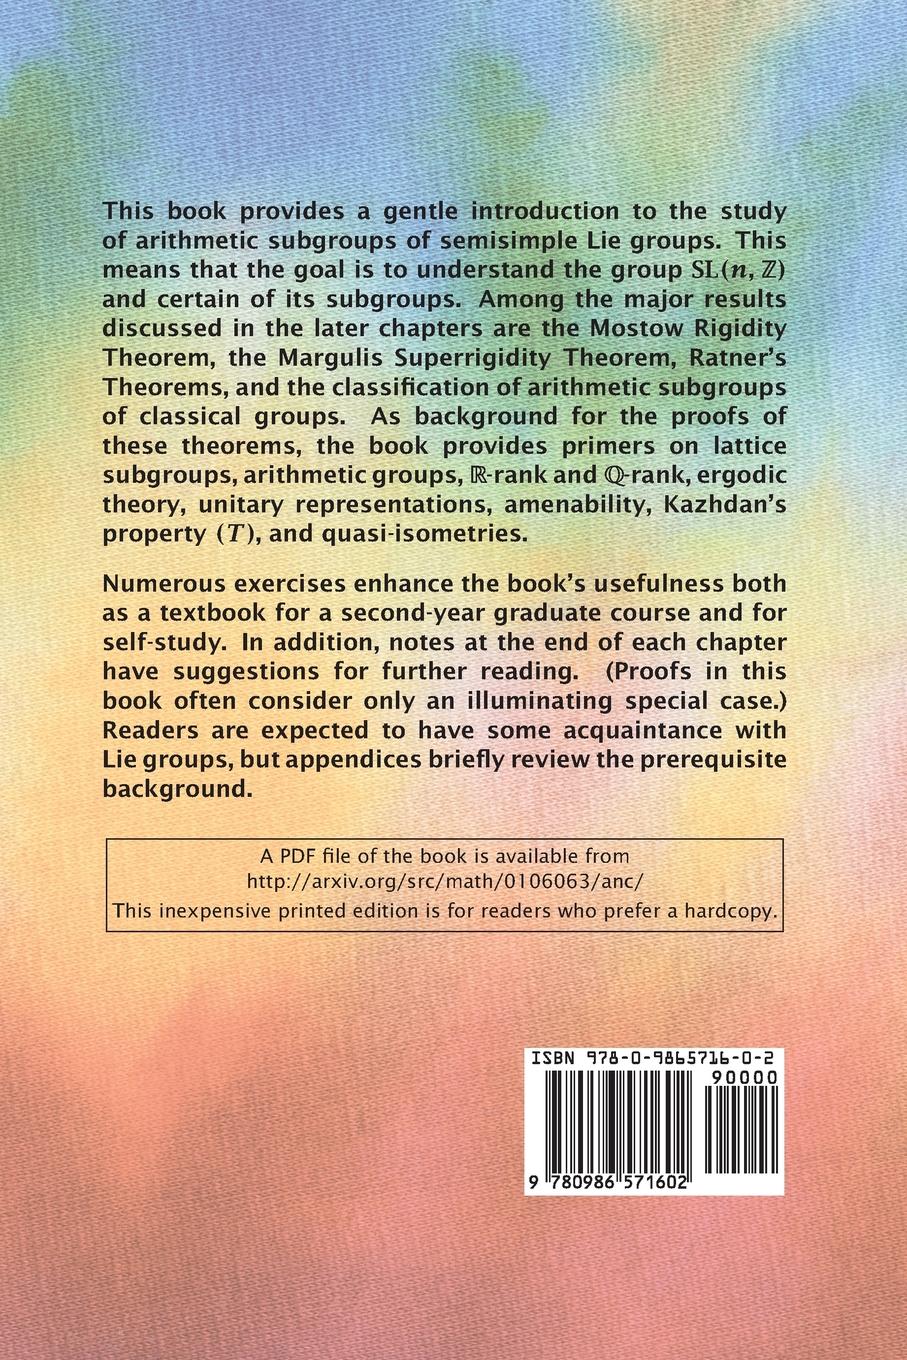 This book provides a gentle introduction to the study
of arithmetic subgroups of semisimple Lie groups. This
means that the goal is to understand the group SL(n, ℤ)
and certain of its subgroups. Among the major results
discussed in the later chapters are the Mostow Rigidity
Theorem, the Margulis Superrigidity Theorem, Ratner’s
Theorems, and the classification of arithmetic subgroups
of classical groups. As background for the proofs of
these theorems, the book provides primers on lattice
subgroups, arithmetic groups, ℝ-rank and ℚ-rank, ergodic
theory, unitary representations, amenability, Kazhdan’s
property (T), and quasi-isometries.
Numerous exercises enhance the book’s usefulness both
as a textbook for a second-year graduate course and for
self-study. In addition, notes at the end of each chapter
have suggestions for further reading. (Proofs in this
book often consider only an illuminating special case.)
Readers are expected to have some acquaintance with
Lie groups, but appendices briefly review the prerequisite
background.
A PDF file of the book is available from
http://arxiv.org/src/math/0106063/anc/
This inexpensive printed edition is for readers who prefer a hardcopy.
ISBN 978-0-9865716-0-2
90000
9 780986 571602